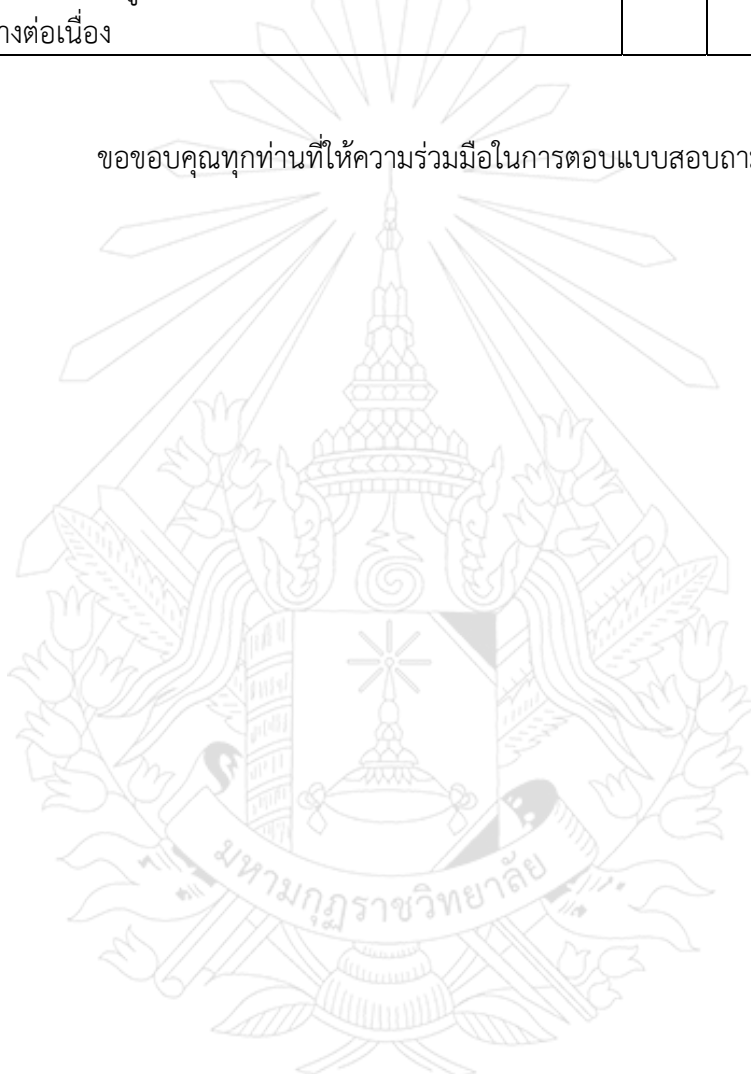 างต่อเนื่อง
ขอขอบคุณทุกท่านที่ให้ความร่วมมือในการตอบแบบสอบถา
มหามกุฏราชวิทยาลัย